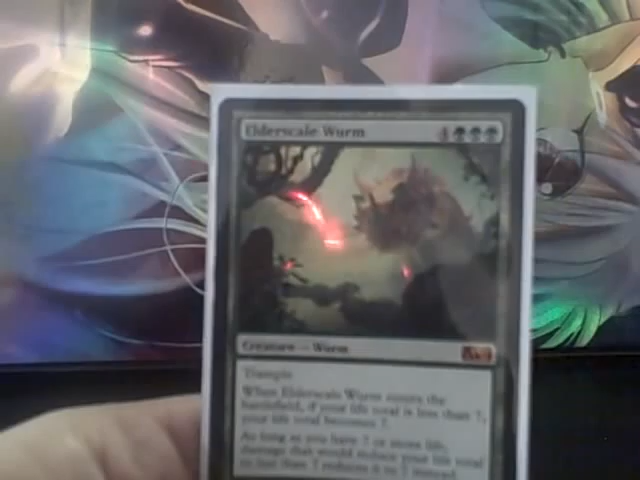 Elderscale Wurm 4
Creature — Wurm
Trample
When Elderscale Wurm enters the
battlefield, if your life total is less than 7,
your life total becomes 7.
As long as you have 7 or more life,
damage that would reduce your life total
to less than 7 reduces it to 7 instead.